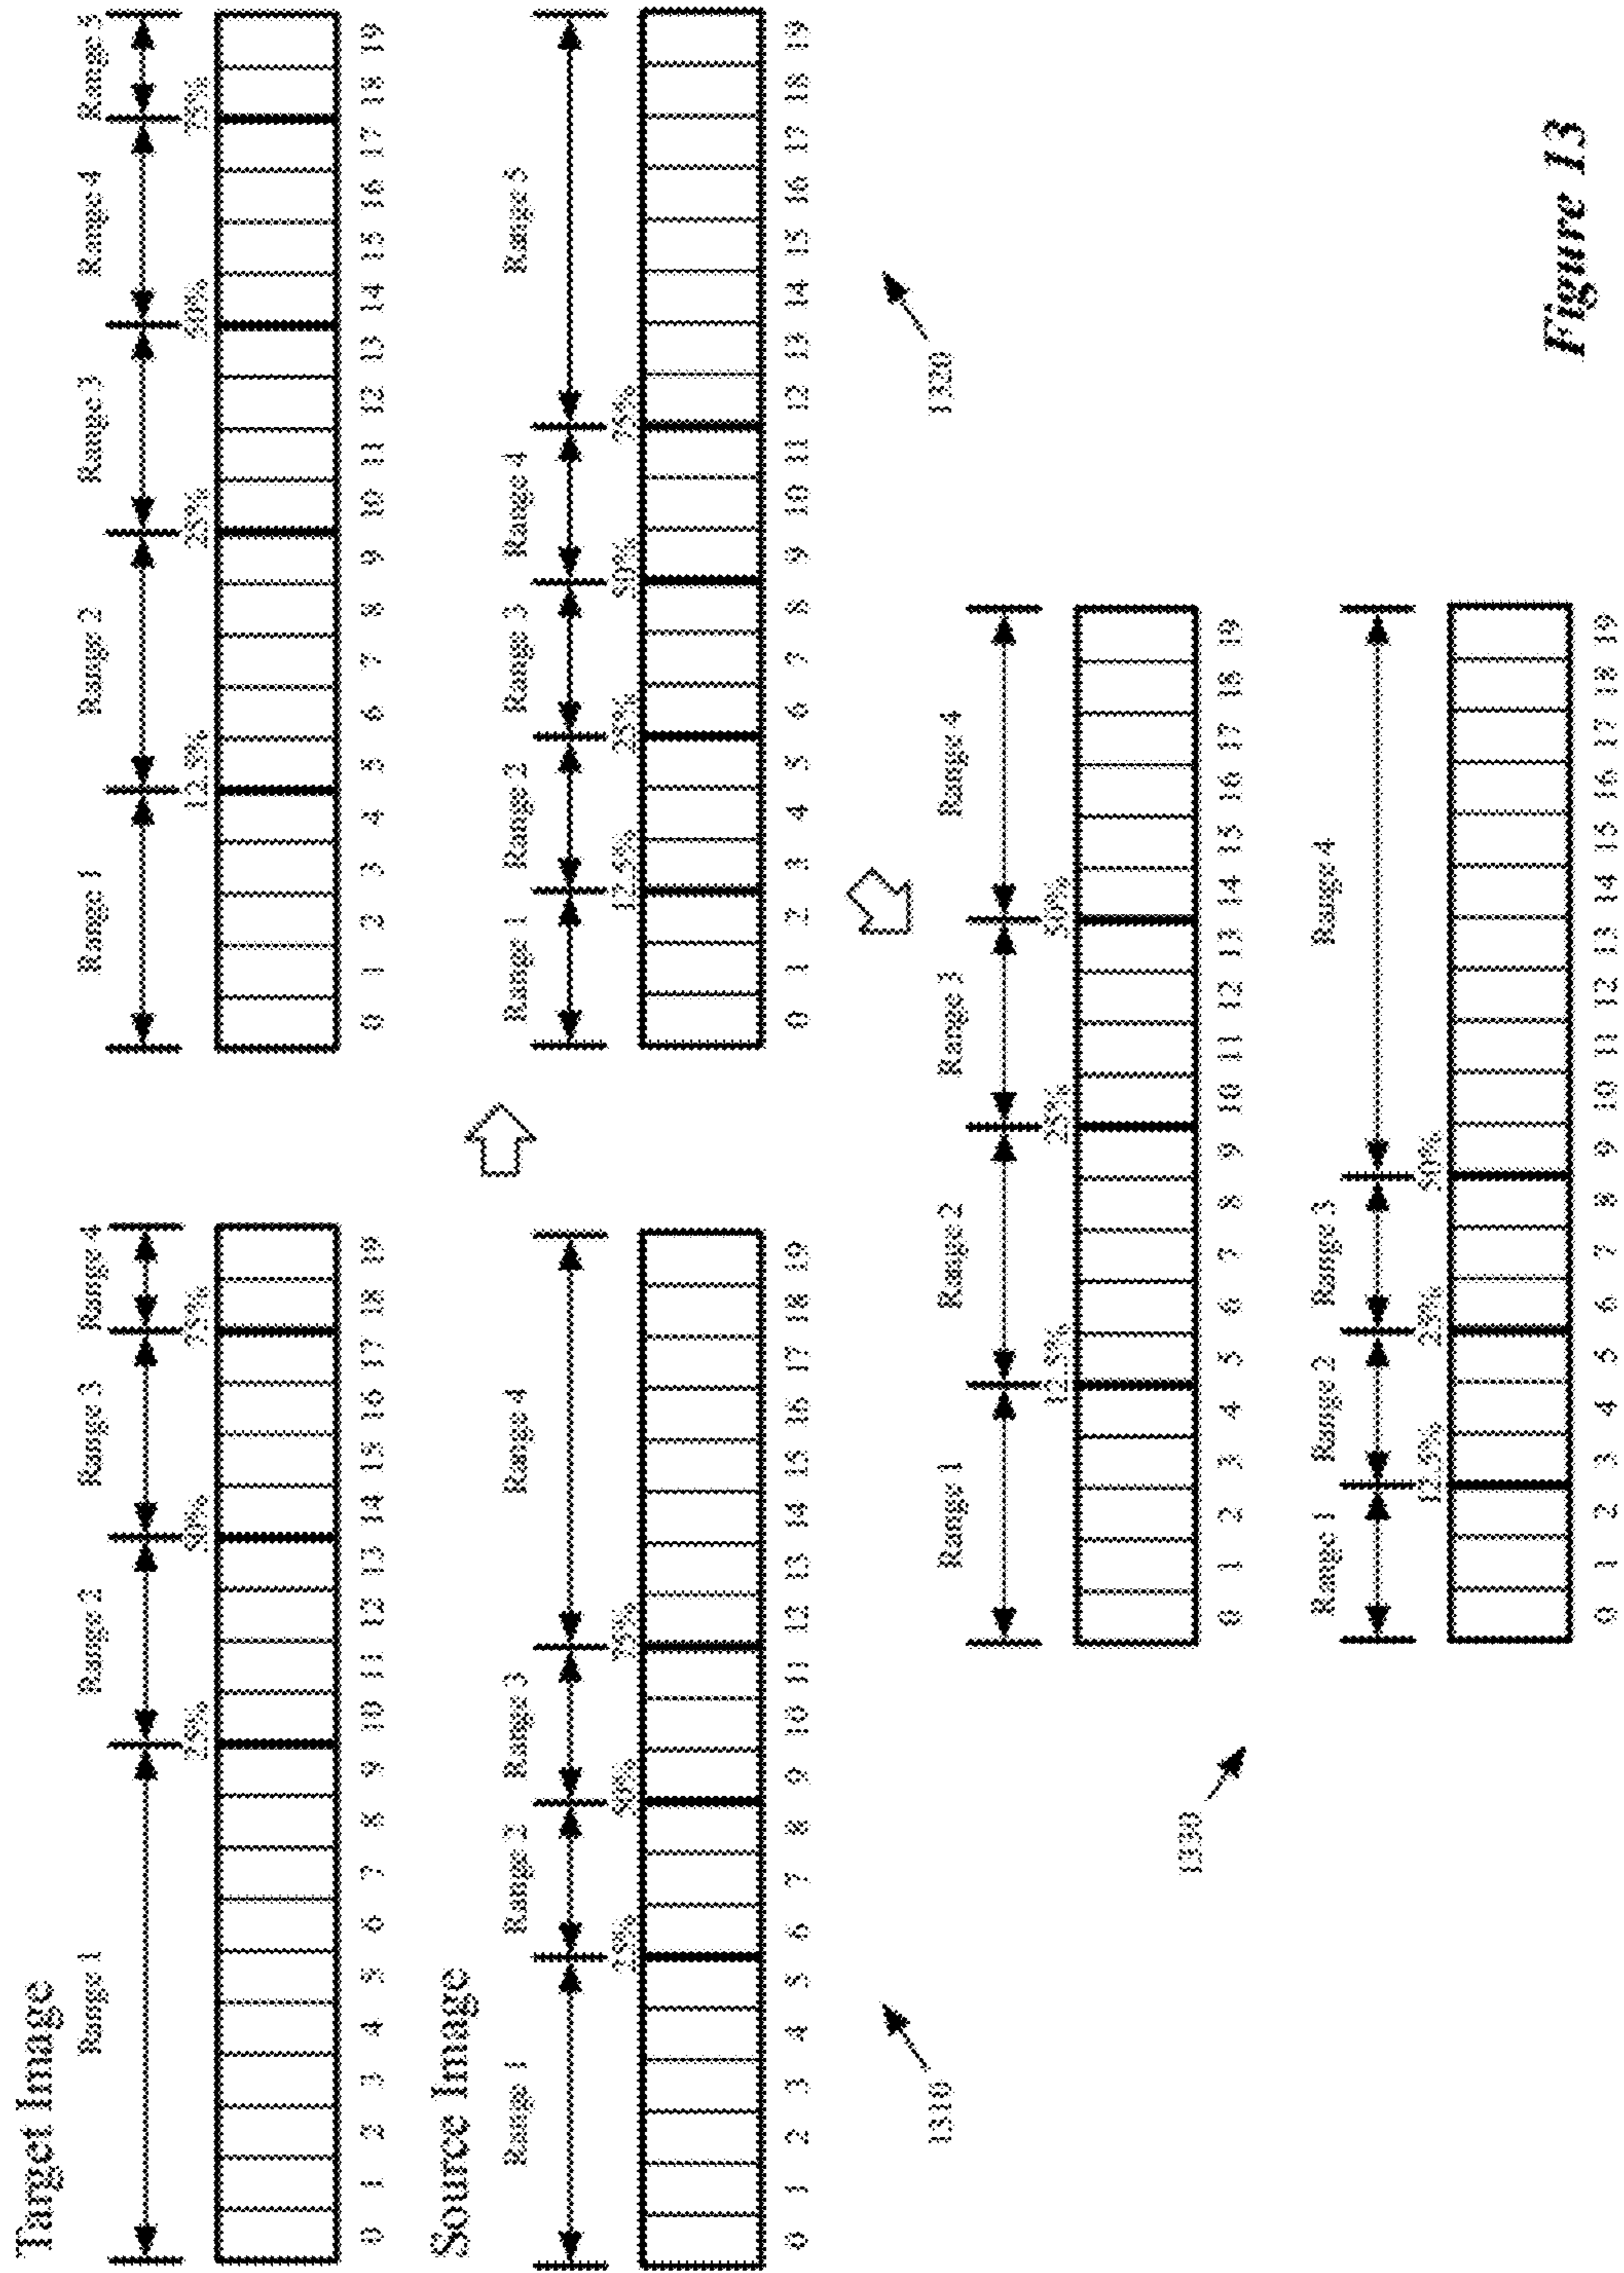 Target Image
Range 1 Range 2 Range 3 Range 4
25% 50% 75%
0 1 2 3 4 5 6 7 8 9 10 11 12 13 14 15 16 17 18 19
Source Image
Range 1 Range 2 Range 3 Range 4
25% 50% 75%
0 1 2 3 4 5 6 7 8 9 10 11 12 13 14 15 16 17 18 19
1310
Range 1 Range 2 Range 3 Range 4 Range 5
12.5% 25% 50% 75%
0 1 2 3 4 5 6 7 8 9 10 11 12 13 14 15 16 17 18 19
Range 1 Range 2 Range 3 Range 4 Range 5
12.5% 25% 50% 75%
0 1 2 3 4 5 6 7 8 9 10 11 12 13 14 15 16 17 18 19
1320
Range 1 Range 2 Range 3 Range 4
12.5% 25% 50%
0 1 2 3 4 5 6 7 8 9 10 11 12 13 14 15 16 17 18 19
Range 1 Range 2 Range 3 Range 4
12.5% 25% 50%
0 1 2 3 4 5 6 7 8 9 10 11 12 13 14 15 16 17 18 19
1330
Figure 13